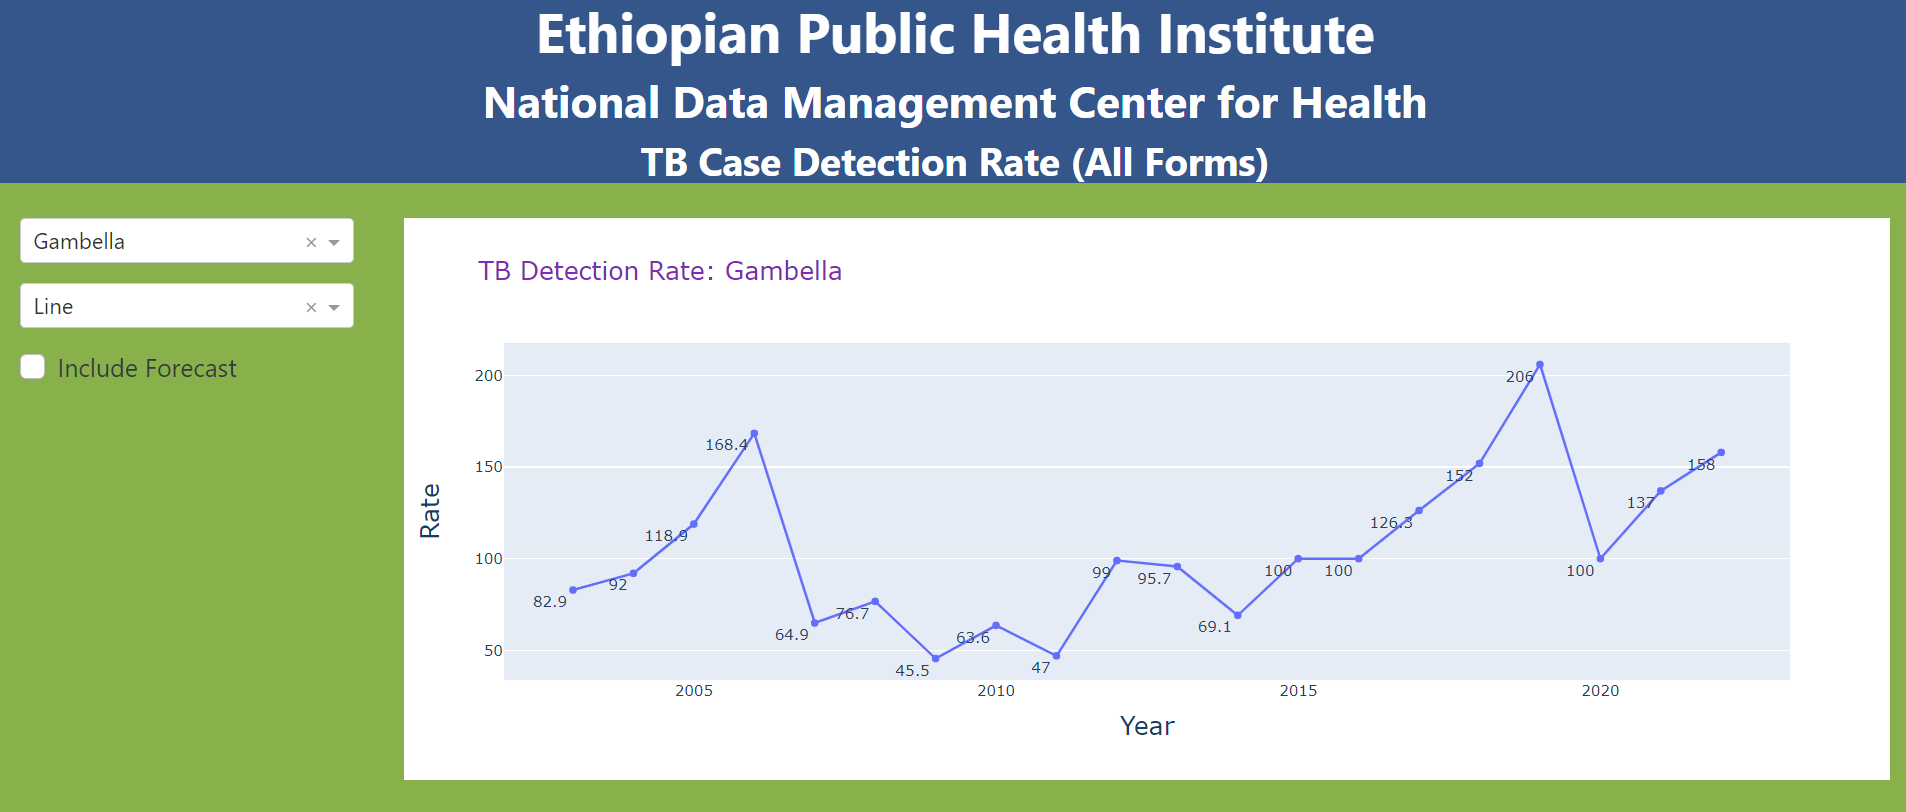 Ethiopian Public Health Institute
National Data Management Center for Health
TB Case Detection Rate (All Forms)
Gambella
Line
Include Forecast
TB Detection Rate: Gambella
Rate
200
150
100
50
82.9
92
118.9
168.4
64.9
76.7
45.5
63.6
47
99
95.7
69.1
100
100
126.3
152
206
100
137
158
2005 2010 2015 2020
Year